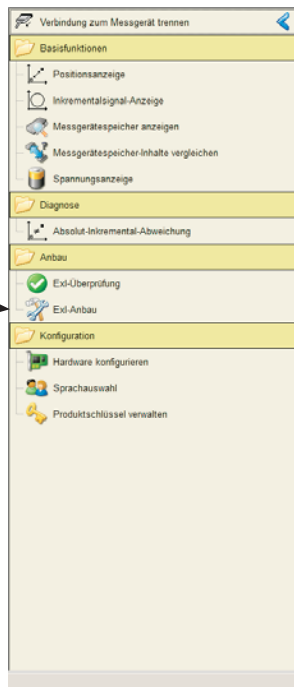 Verbindung zum Messgerät trennen
Basisfunktionen
Positionsanzeige
Inkrementalsignal-Anzeige
Messgerätespeicher anzeigen
Messgerätespeicher-Inhalte vergleichen
Spannungsanzeige
Diagnose
Absolut-Inkremental-Abweichung
Anbau
ExI-Überprüfung
ExI-Anbau
Konfiguration
Hardware konfigurieren
Sprachauswahl
Produktschlüssel verwalten